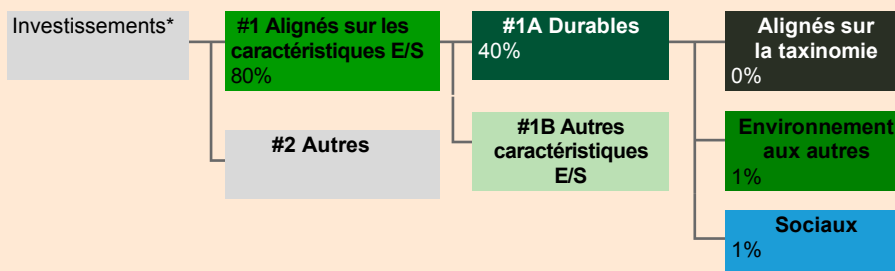 Investissements*
#1 Alignés sur les
caractéristiques E/S
80%
#2 Autres
#1A Durables
40%
#1B Autres
caractéristiques
E/S
Alignés sur
la taxinomie
0%
Environnement
aux autres
1%
Sociaux
1%